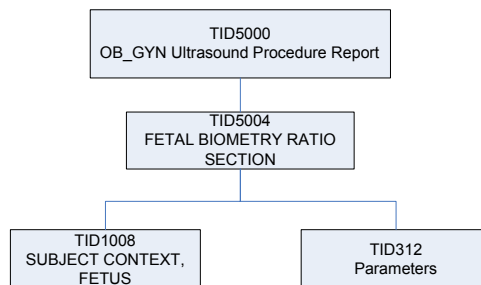 TID5000
OB_GYN Ultrasound Procedure Report
TID5004
FETAL BIOMETRY RATIO
SECTION
TID1008
SUBJECT CONTEXT,
FETUS
TID312
Parameters